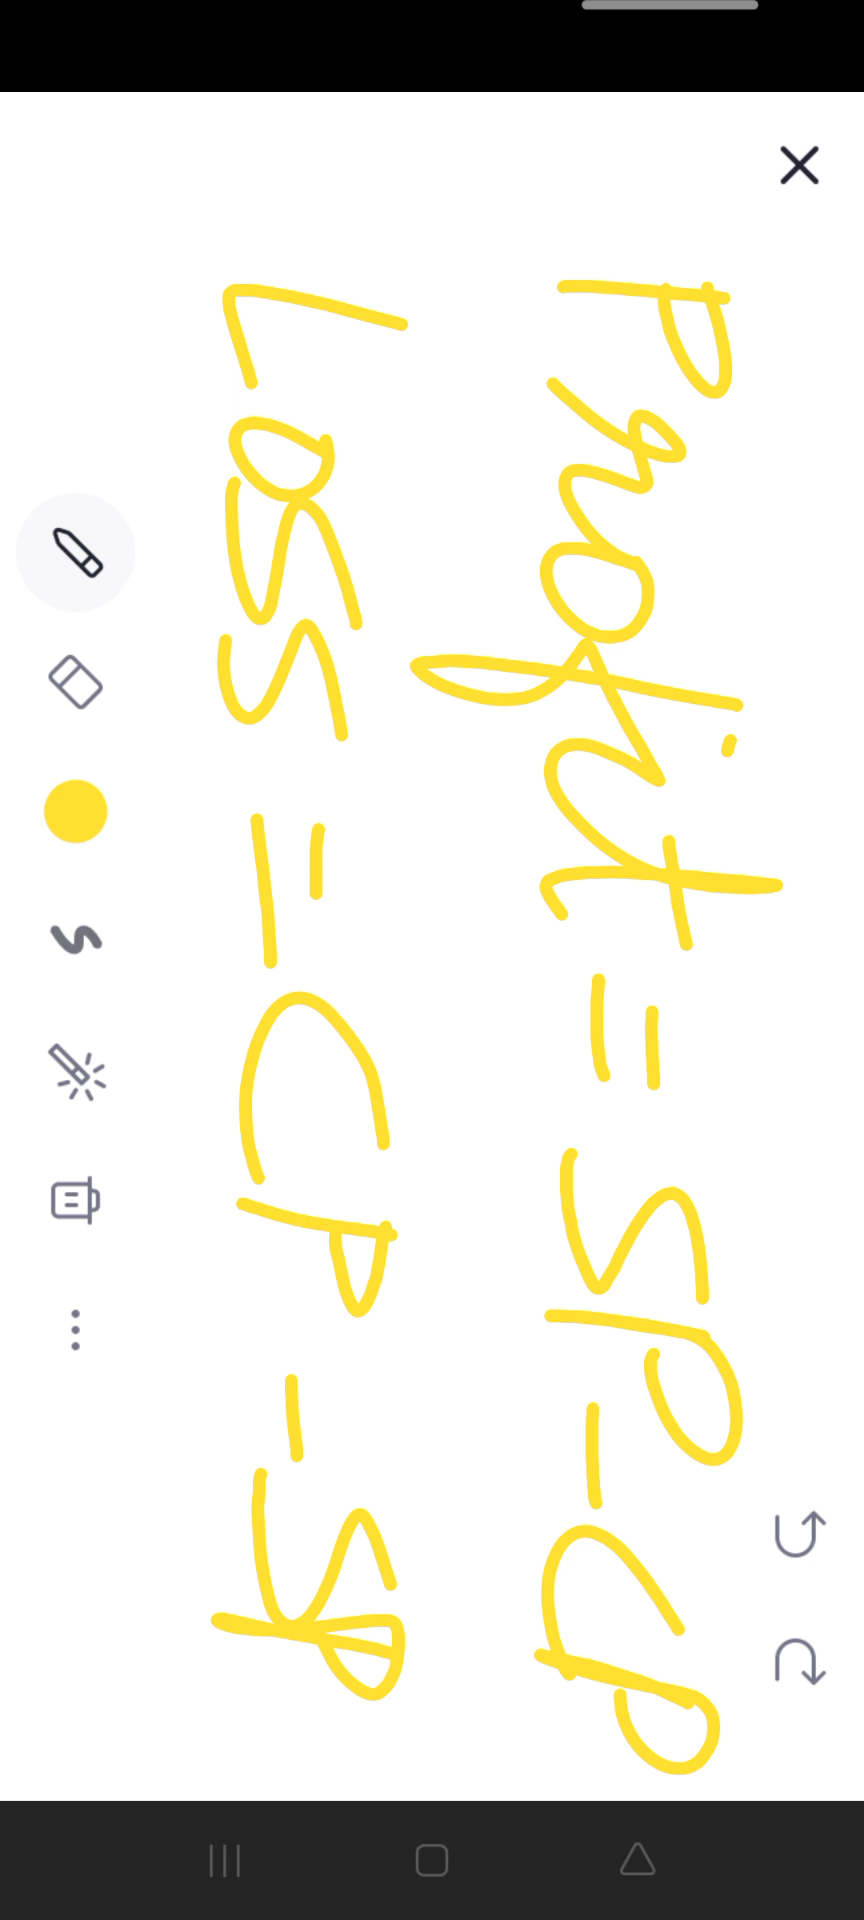 Profit = SP - CP
Loss = CP - SP